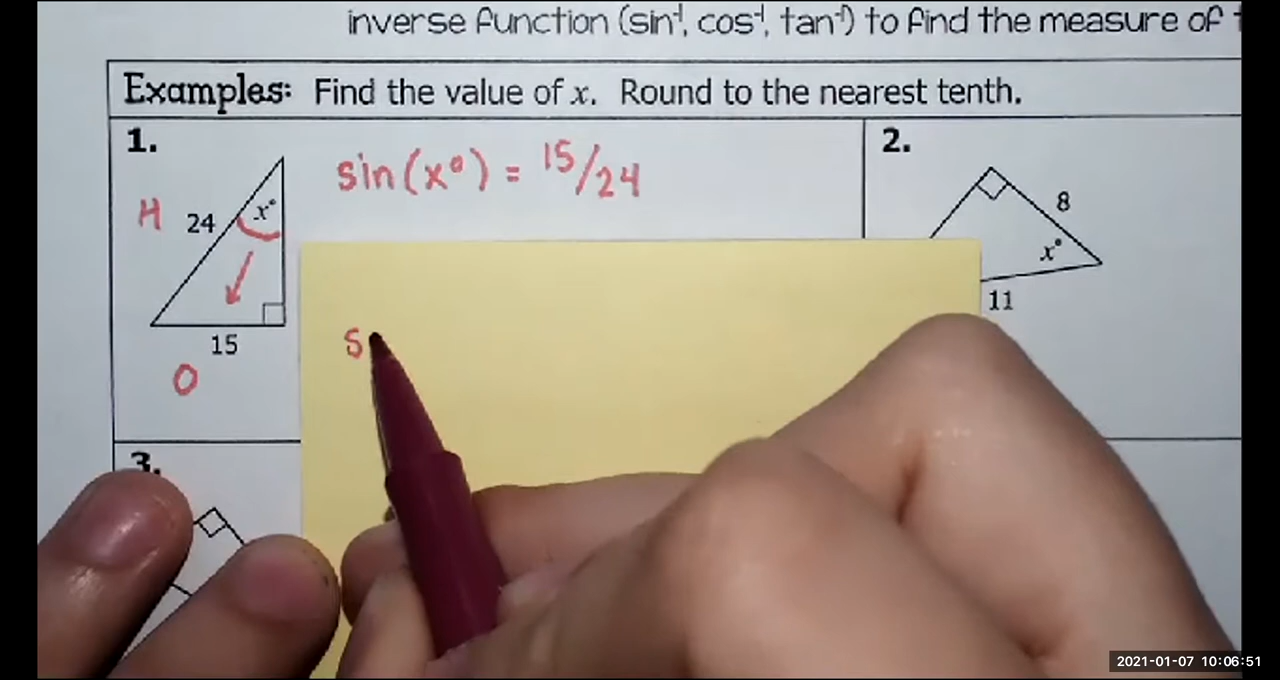 inverse function (sin⁻¹, cos⁻¹, tan⁻¹) to find the measure of
Examples: Find the value of x. Round to the nearest tenth.
1.
sin(x°) = 15/24
H
24
x°
15
O
2.
8
x°
11
S
3.
2021-01-07 10:06:51